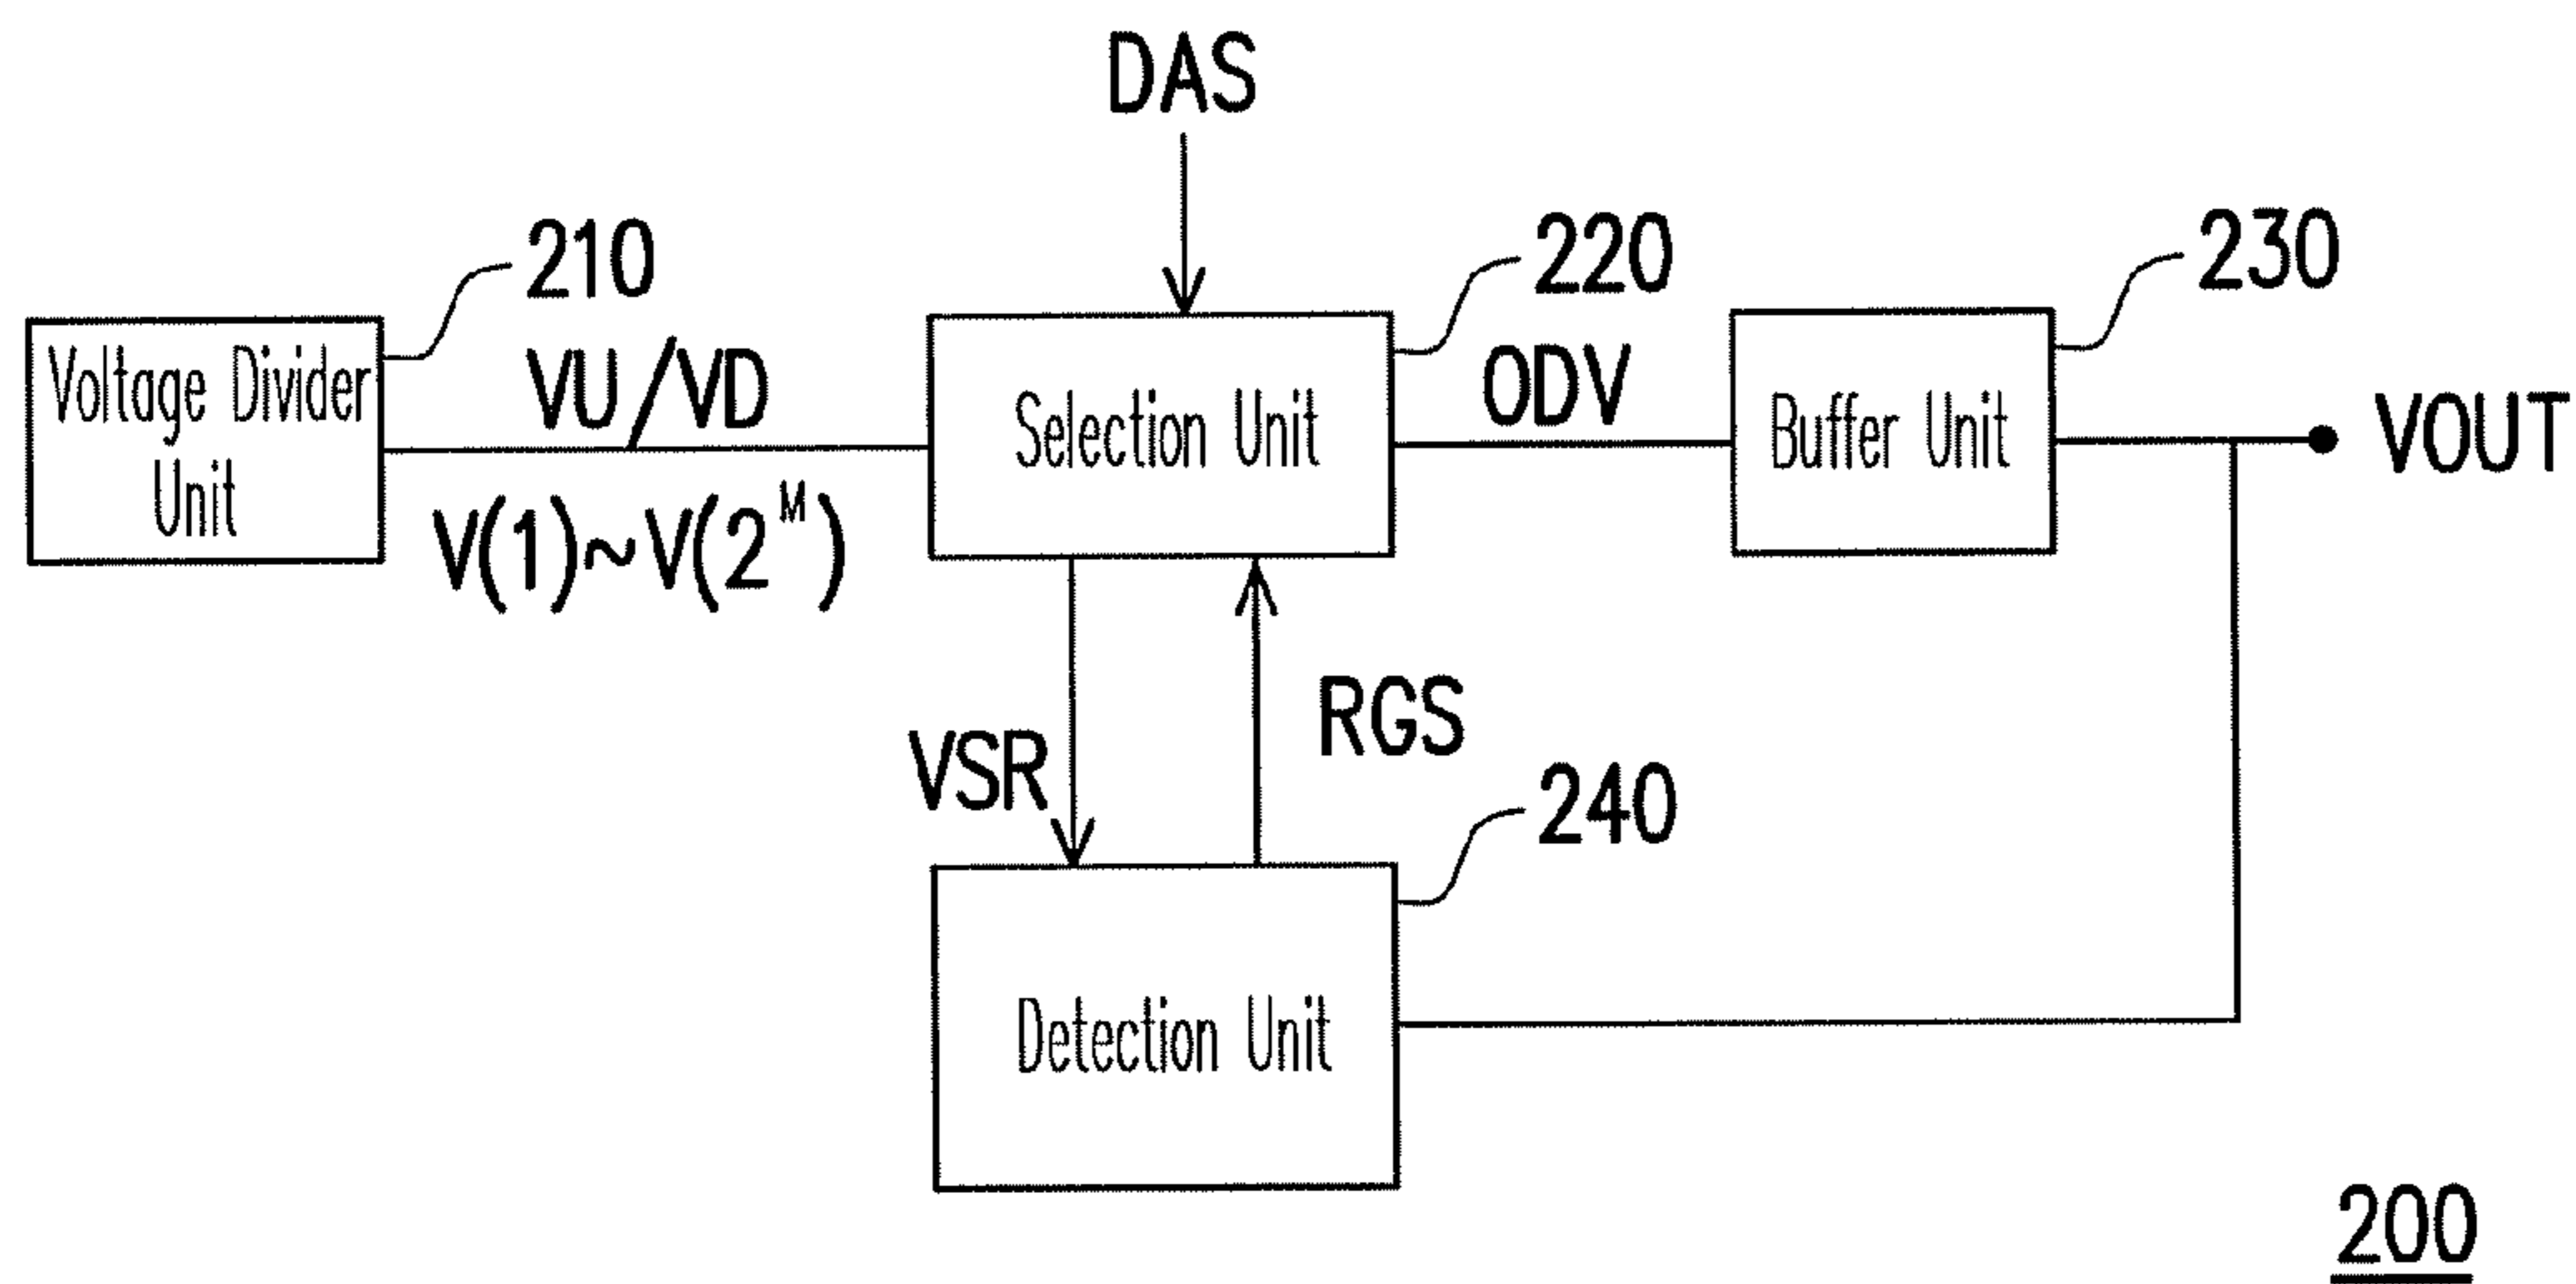 DAS
210
220
230
Voltage Divider
Unit
VU/VD
V(1)~V(2^M)
Selection Unit
ODV
Buffer Unit
VOUT
VSR
RGS
240
Detection Unit
200